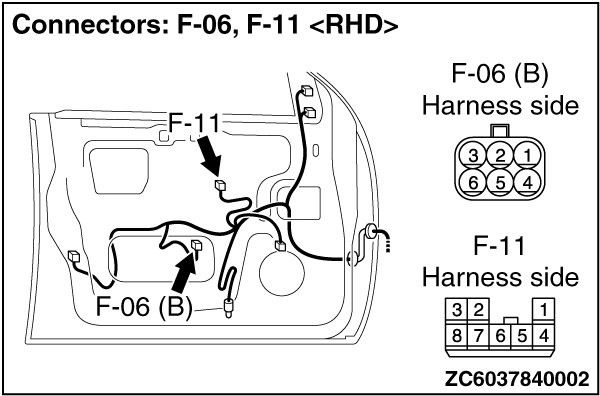 Connectors: F-06, F-11 <RHD>
F-11
F-06 (B)
F-06 (B)
Harness side
3 2 1
6 5 4
F-11
Harness side
3 2 1
8 7 6 5 4
ZC6037840002